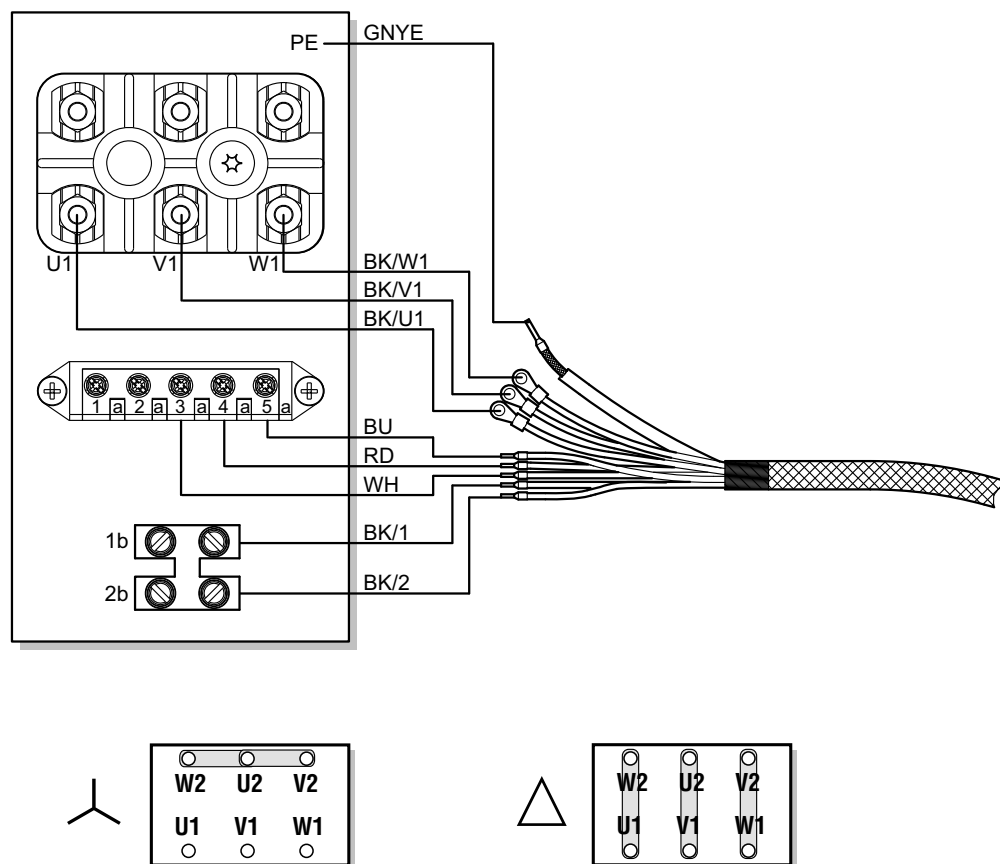 PE GNYE
U1 V1 W1
BK/W1
BK/V1
BK/U1
1 a 2 a 3 a 4 a 5 a
BU
RD
WH
1b BK/1
2b BK/2
W2 U2 V2
U1 V1 W1
W2 U2 V2
U1 V1 W1